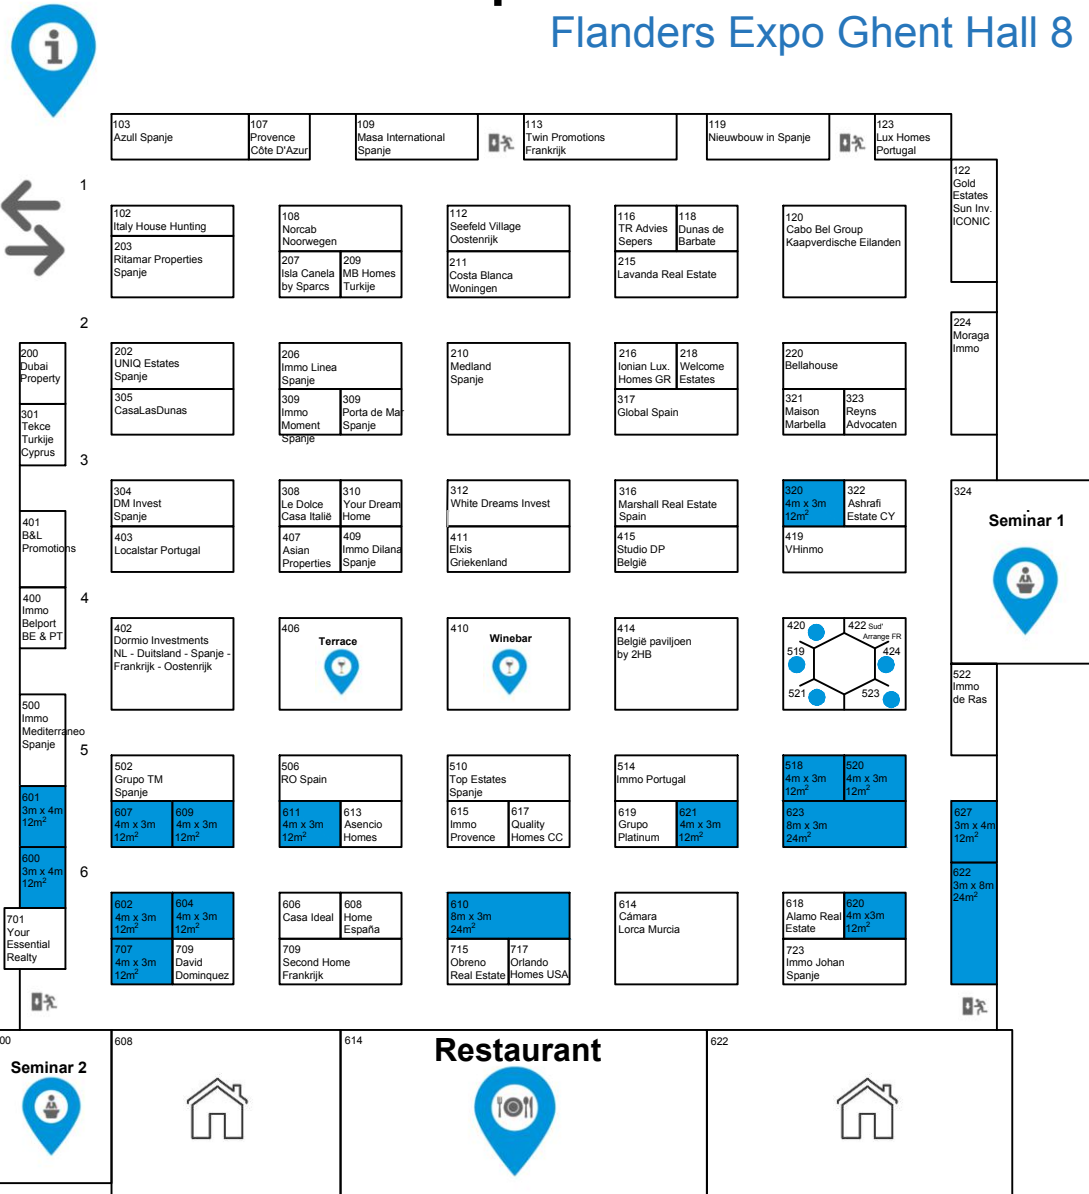 Flanders Expo Ghent Hall 8
103
Azull Spanje
107
Provence
Côte D'Azur
109
Masa International
Spanje
113
Twin Promotions
Frankrijk
119
Nieuwbouw in Spanje
123
Lux Homes
Portugal
122
Gold
Estates
Sun Inv.
ICONIC
1
102
Italy House Hunting
203
Ritamar Properties
Spanje
108
Norcab
Noorwegen
207
Isla Canela
by Sparcs
209
MB Homes
Turkije
112
Seefeld Village
Oostenrijk
211
Costa Blanca
Woningen
116
TR Advies
Sepers
118
Dunas de
Barbate
215
Lavanda Real Estate
120
Cabo Bel Group
Kaapverdische Eilanden
2
224
Moraga
Immo
200
Dubai
Property
301
Tekce
Turkije
Cyprus
202
UNIQ Estates
Spanje
305
CasaLasDunas
206
Immo Linea
Spanje
309
Immo
Moment
Spanje
309
Porta de Mar
Spanje
210
Medland
Spanje
216
Ionian Lux.
Homes GR
218
Welcome
Estates
317
Global Spain
220
Bellahouse
321
Maison
Marbella
323
Reyns
Advocaten
3
401
B&L
Promotions
400
Immo
Belport
BE & PT
304
DM Invest
Spanje
403
Localstar Portugal
308
Le Dolce
Casa Italië
310
Your Dream
Home
407
Asian
Properties
409
Immo Dilana
Spanje
312
White Dreams Invest
411
Elxis
Griekenland
316
Marshall Real Estate
Spain
415
Studio DP
België
320
4m x 3m
12m²
322
Ashrafi
Estate CY
419
VHinmo
324
Seminar 1
4
402
Dormio Investments
NL - Duitsland - Spanje -
Frankrijk - Oostenrijk
406
Terrace
410
Winebar
414
België paviljoen
by 2HB
420
422 Sud'
Arrange FR
519
424
521
523
522
Immo
de Ras
500
Immo
Mediterraneo
Spanje
5
601
3m x 4m
12m²
600
3m x 4m
12m²
502
Grupo TM
Spanje
607
4m x 3m
12m²
609
4m x 3m
12m²
506
RO Spain
611
4m x 3m
12m²
613
Asencio
Homes
510
Top Estates
Spanje
615
Immo
Provence
617
Quality
Homes CC
514
Immo Portugal
619
Grupo
Platinum
621
4m x 3m
12m²
518
4m x 3m
12m²
520
4m x 3m
12m²
623
8m x 3m
24m²
627
3m x 4m
12m²
622
3m x 8m
24m²
6
701
Your
Essential
Realty
602
4m x 3m
12m²
604
4m x 3m
12m²
707
4m x 3m
12m²
709
David
Dominquez
606
Casa Ideal
608
Home
España
709
Second Home
Frankrijk
610
8m x 3m
24m²
715
Obreno
Real Estate
717
Orlando
Homes USA
614
Cámara
Lorca Murcia
618
Alamo Real
Estate
620
4m x3m
12m²
723
Immo Johan
Spanje
00
Seminar 2
608
614
Restaurant
622